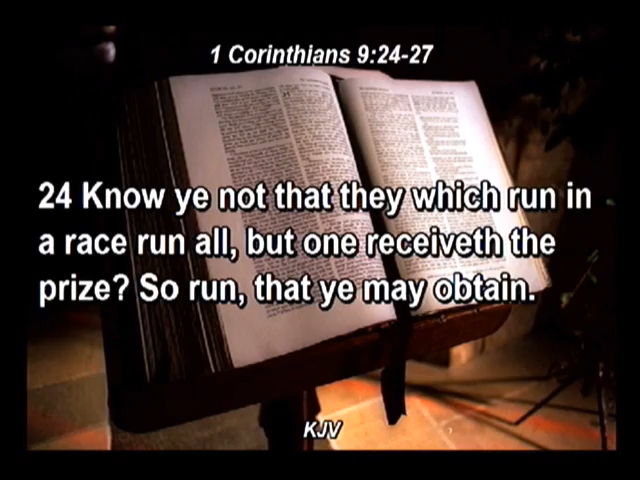 1 Corinthians 9:24-27
24 Know ye not that they which run in
a race run all, but one receiveth the
prize? So run, that ye may obtain.
KJV